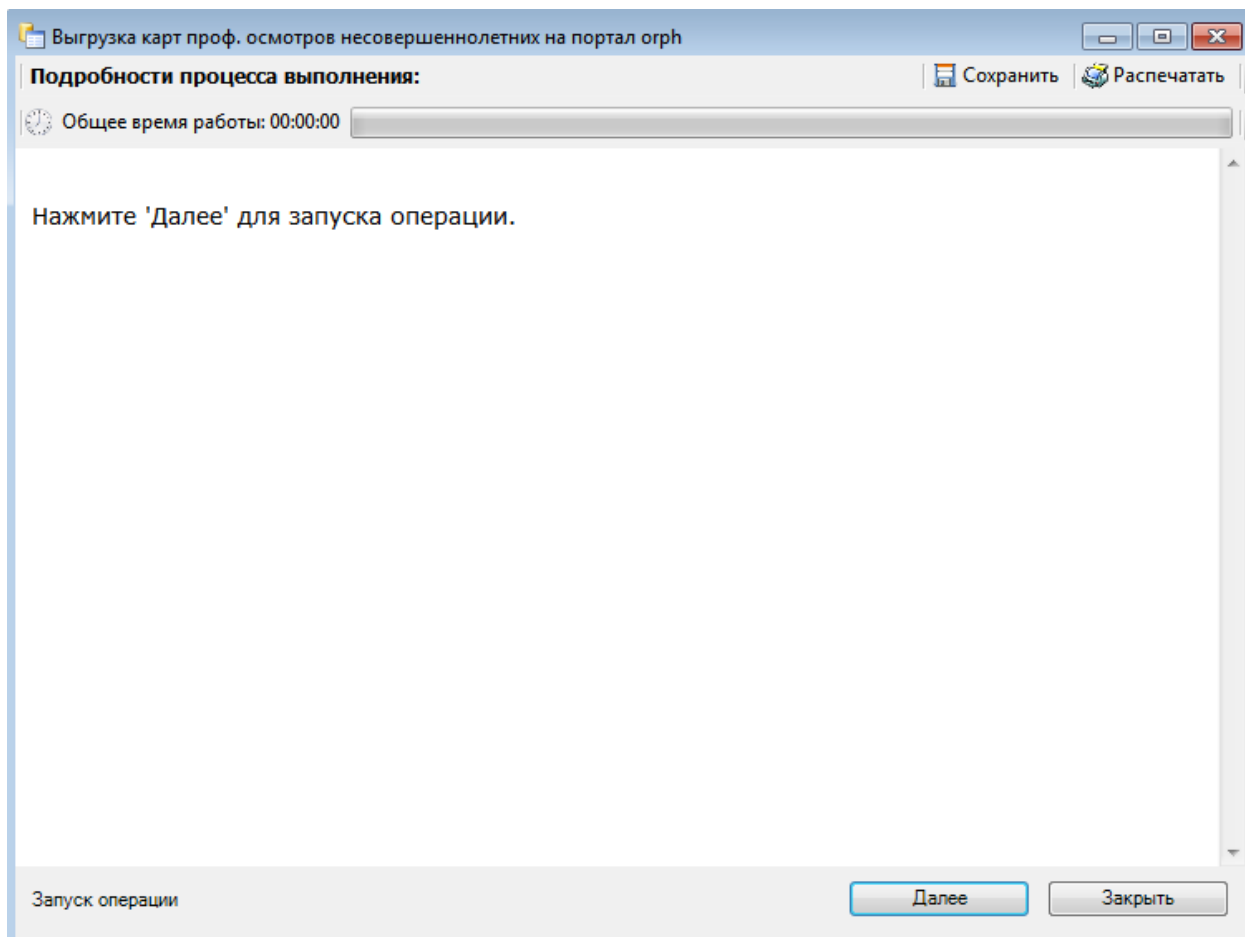 Выгрузка карт проф. осмотров несовершеннолетних на портал orph
Подробности процесса выполнения: Сохранить Распечатать
Общее время работы: 00:00:00
Нажмите 'Далее' для запуска операции.
Запуск операции Далее Закрыть